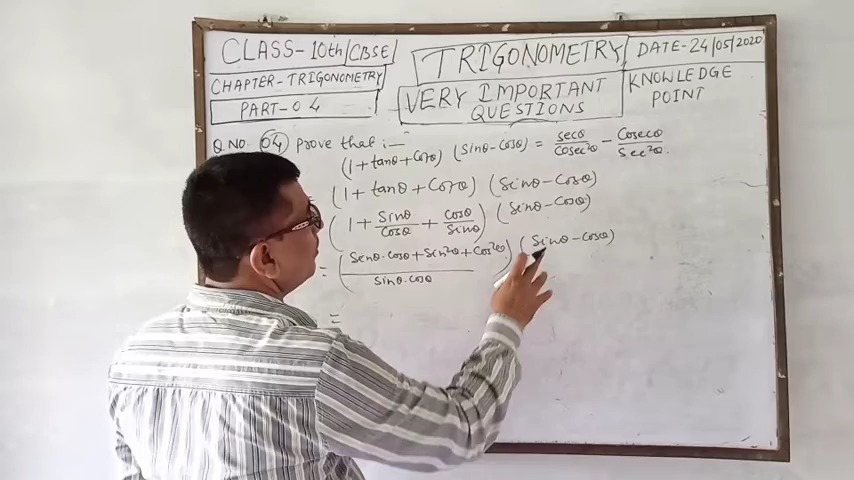 CLASS-10th/CBSE/
CHAPTER-TRIGONOMETRY
PART-04
TRIGONOMETRY
VERY IMPORTANT
QUESTIONS
DATE-24/05/2020
KNOWLEDGE
POINT
Q NO. 04 prove that :-
(1+tanθ+cotθ) (sinθ-cosθ) = secθ/cosec²θ - cosecθ/sec²θ.
(1+tanθ+cotθ) (sinθ-cosθ)
(1+ sinθ/cosθ + cosθ/sinθ) (sinθ-cosθ)
= (sinθ·cosθ+sin²θ+cos²θ / sinθ·cosθ) (sinθ-cosθ)
=